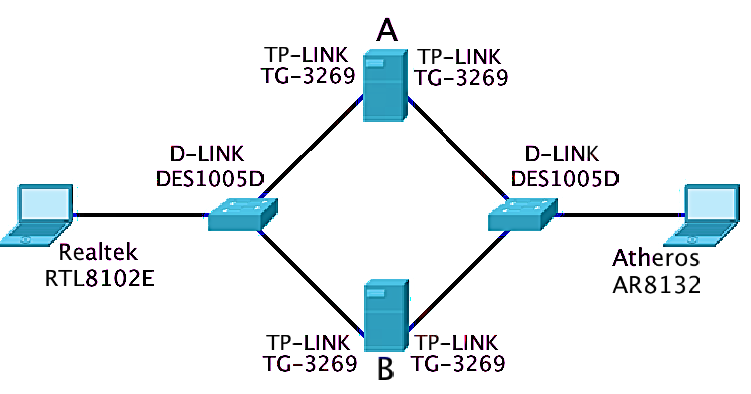 A
TP-LINK
TG-3269
TP-LINK
TG-3269
D-LINK
DES1005D
D-LINK
DES1005D
Realtek
RTL8102E
Atheros
AR8132
TP-LINK
TG-3269
TP-LINK
TG-3269
B